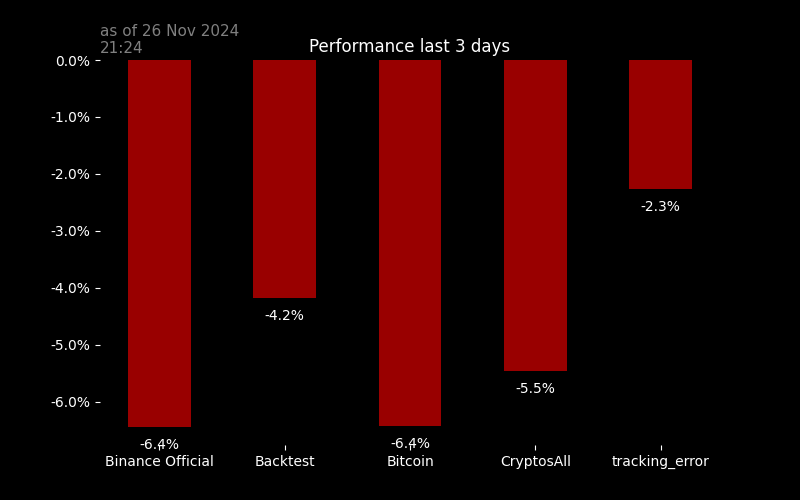 as of 26 Nov 2024
21:24
Performance last 3 days
0.0%
-1.0%
-2.0%
-3.0%
-4.0%
-5.0%
-6.0%
-6.4%
-4.2%
-6.4%
-5.5%
-2.3%
Binance Official
Backtest
Bitcoin
CryptosAll
tracking_error